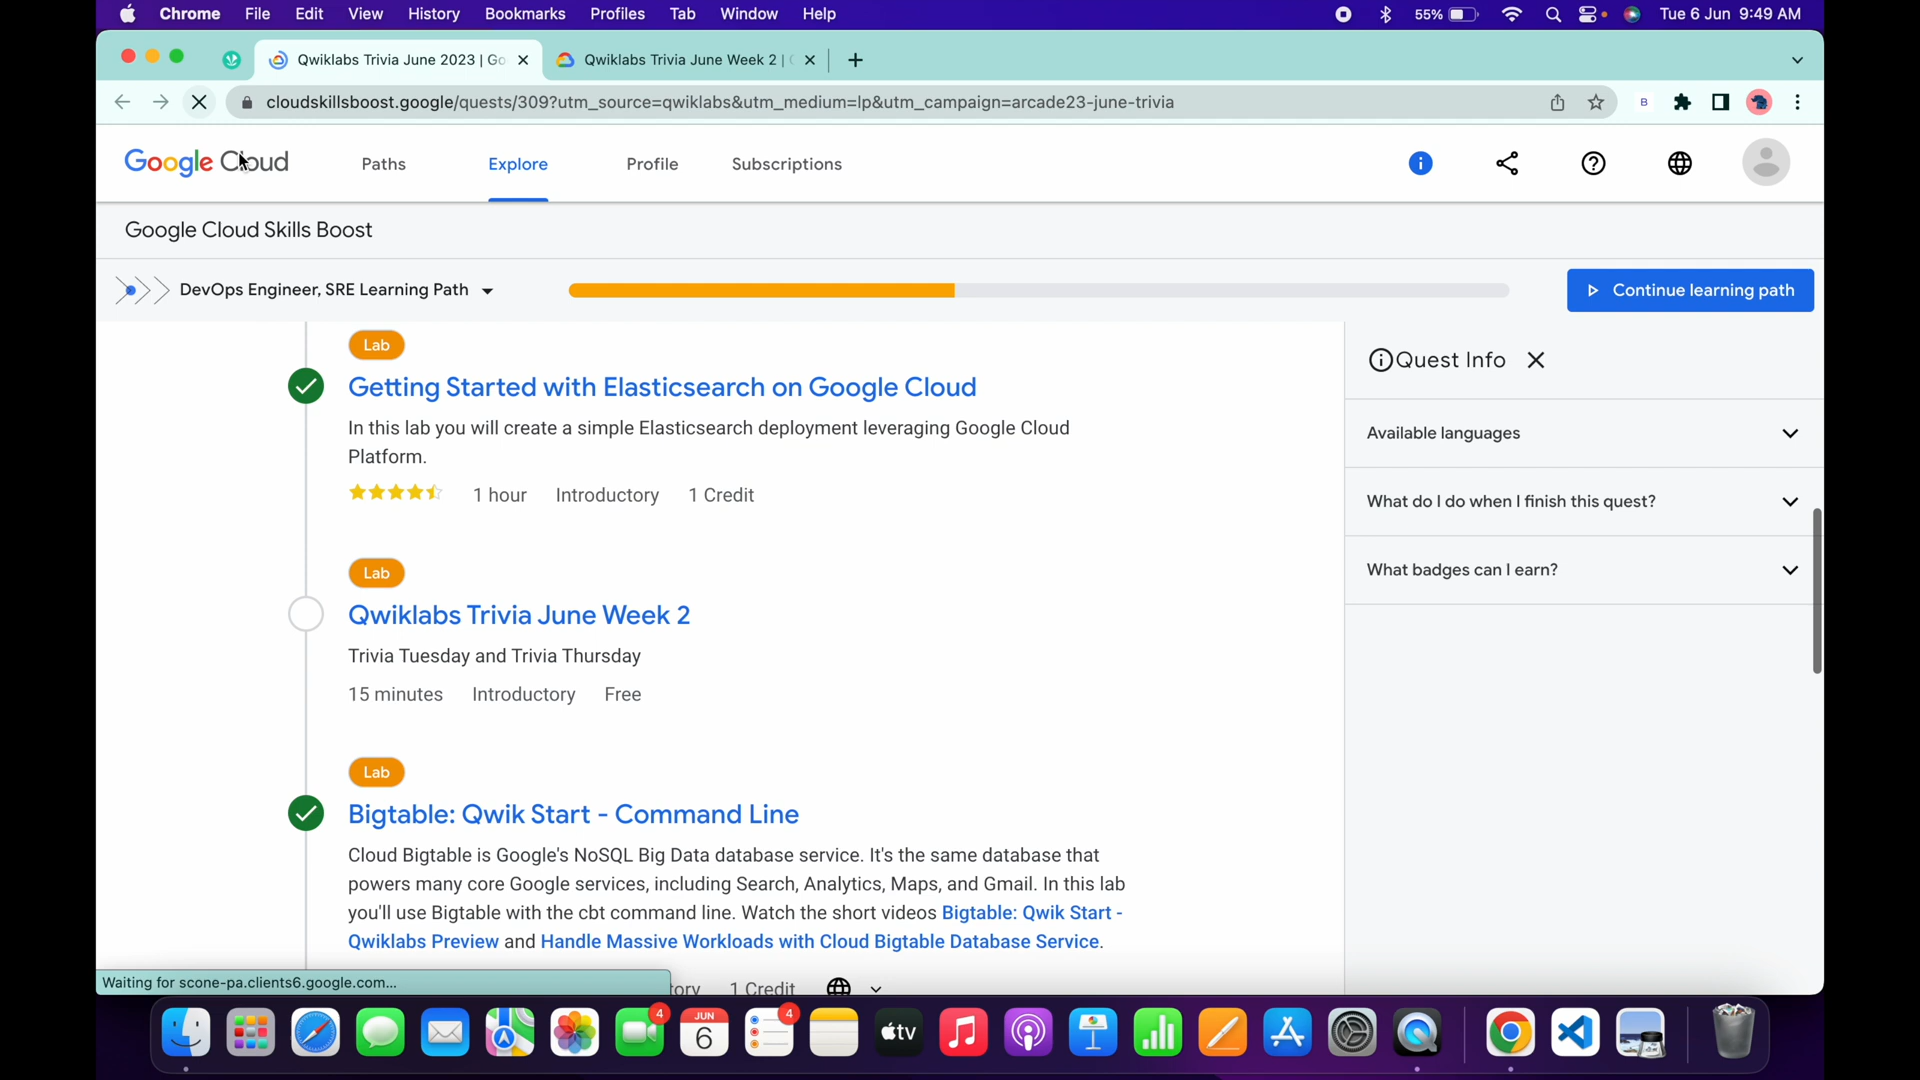 Chrome File Edit View History Bookmarks Profiles Tab Window Help 55% Tue 6 Jun 9:49 AM
Qwiklabs Trivia June 2023 | Go Qwiklabs Trivia June Week 2 |
cloudskillsboost.google/quests/309?utm_source=qwiklabs&utm_medium=lp&utm_campaign=arcade23-june-trivia B
Google Cloud Paths Explore Profile Subscriptions
Google Cloud Skills Boost
DevOps Engineer, SRE Learning Path Continue learning path
Lab
Getting Started with Elasticsearch on Google Cloud
In this lab you will create a simple Elasticsearch deployment leveraging Google Cloud
Platform.
1 hour Introductory 1 Credit
Lab
Qwiklabs Trivia June Week 2
Trivia Tuesday and Trivia Thursday
15 minutes Introductory Free
Lab
Bigtable: Qwik Start - Command Line
Cloud Bigtable is Google's NoSQL Big Data database service. It's the same database that
powers many core Google services, including Search, Analytics, Maps, and Gmail. In this lab
you'll use Bigtable with the cbt command line. Watch the short videos Bigtable: Qwik Start -
Qwiklabs Preview and Handle Massive Workloads with Cloud Bigtable Database Service.
tory 1 Credit
Quest Info
Available languages
What do I do when I finish this quest?
What badges can I earn?
Waiting for scone-pa.clients6.google.com...
4 JUN 6 4 tv